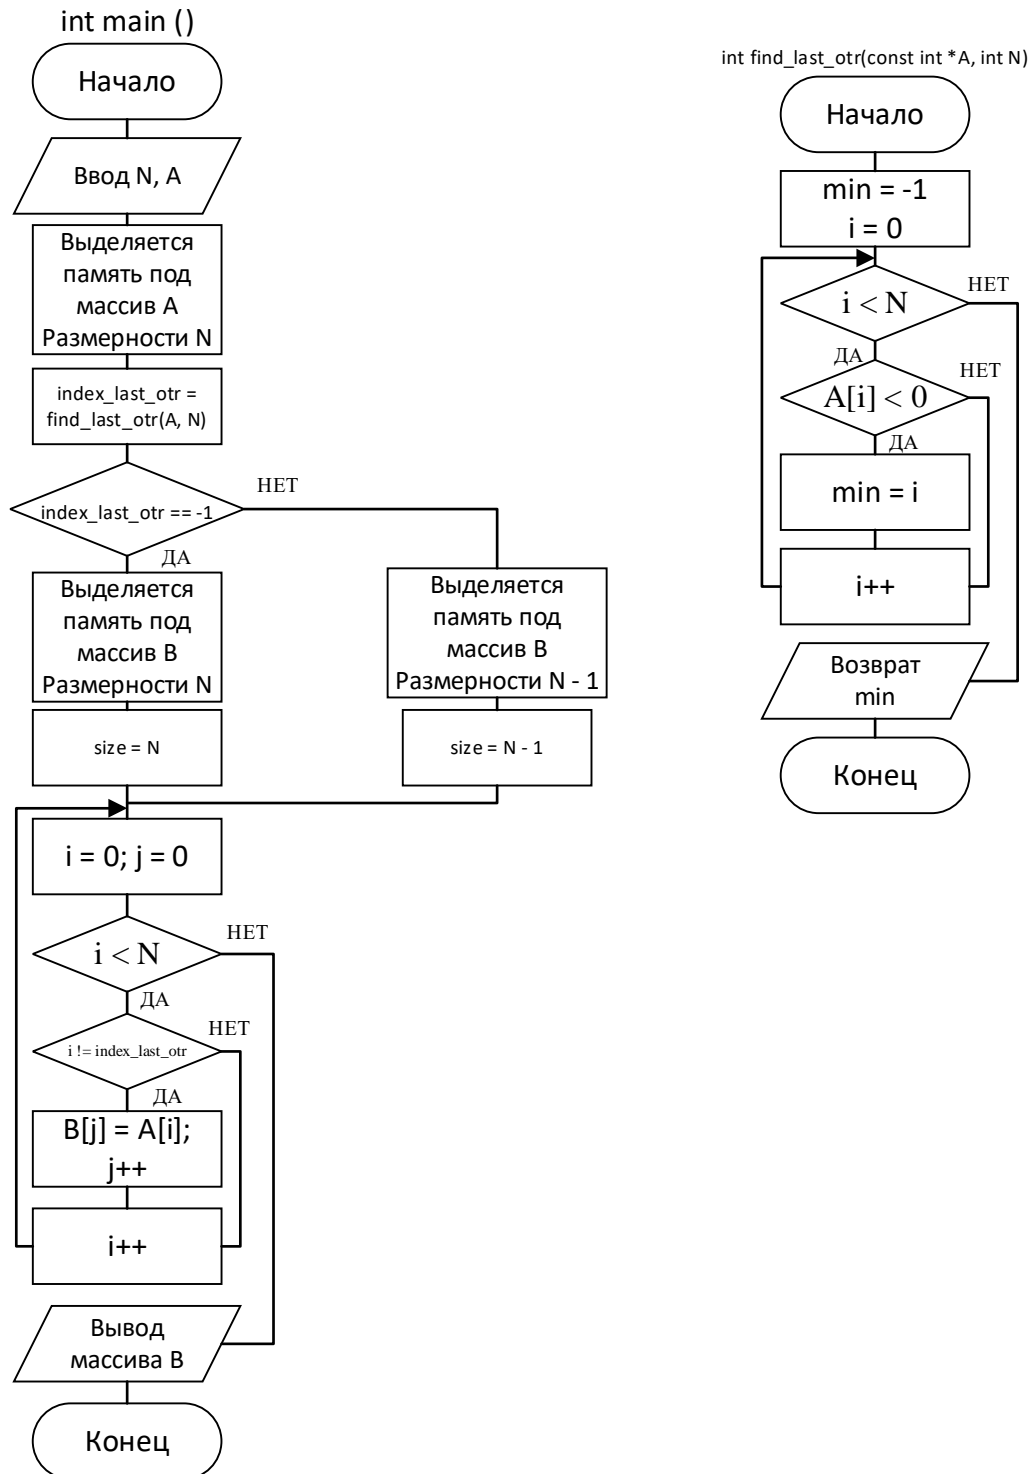 int main ()
Начало
Ввод N, A
Выделяется
память под
массив A
Размерности N
index_last_otr =
find_last_otr(A, N)
index_last_otr == -1
НЕТ
ДА
Выделяется
память под
массив B
Размерности N
size = N
Выделяется
память под
массив B
Размерности N - 1
size = N - 1
i = 0; j = 0
i < N
НЕТ
ДА
i != index_last_otr
НЕТ
ДА
B[j] = A[i];
j++
i++
Вывод
массива B
Конец
int find_last_otr(const int *A, int N)
Начало
min = -1
i = 0
i < N
НЕТ
ДА
A[i] < 0
НЕТ
ДА
min = i
i++
Возврат
min
Конец